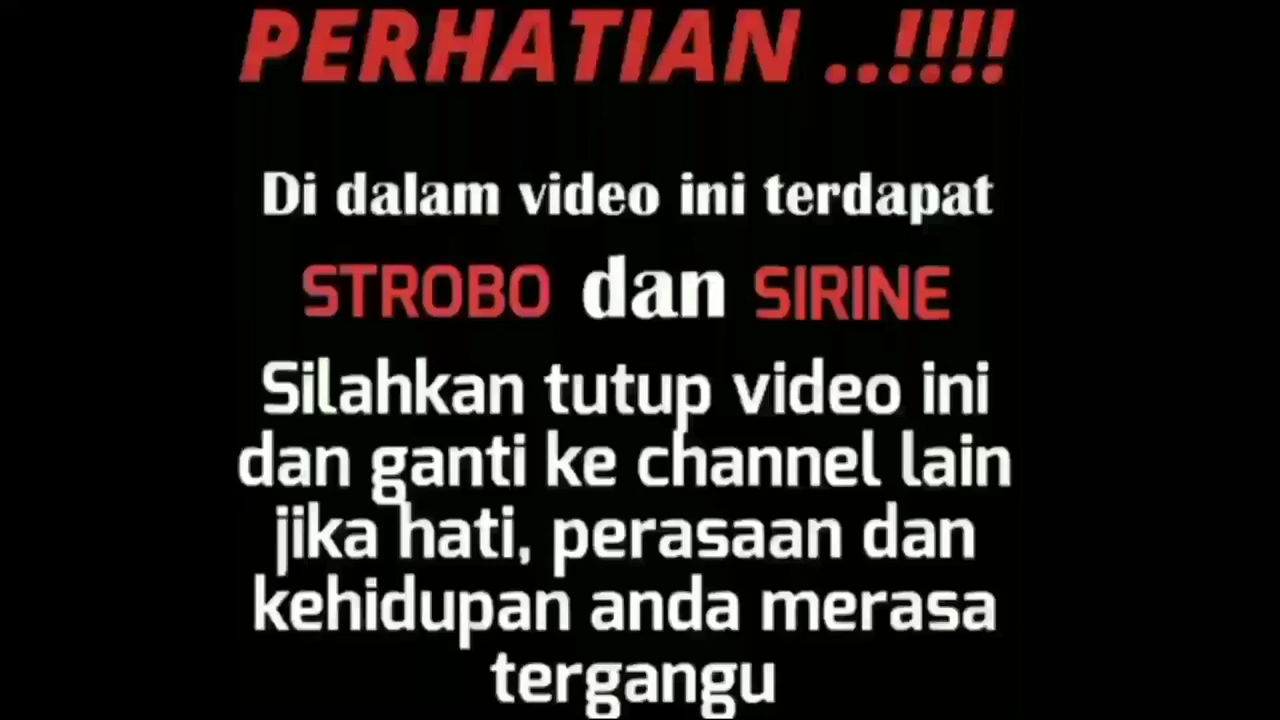 PERHATIAN ..!!!!
Di dalam video ini terdapat
STROBO dan SIRINE
Silahkan tutup video ini
dan ganti ke channel lain
jika hati, perasaan dan
kehidupan anda merasa
tergangu